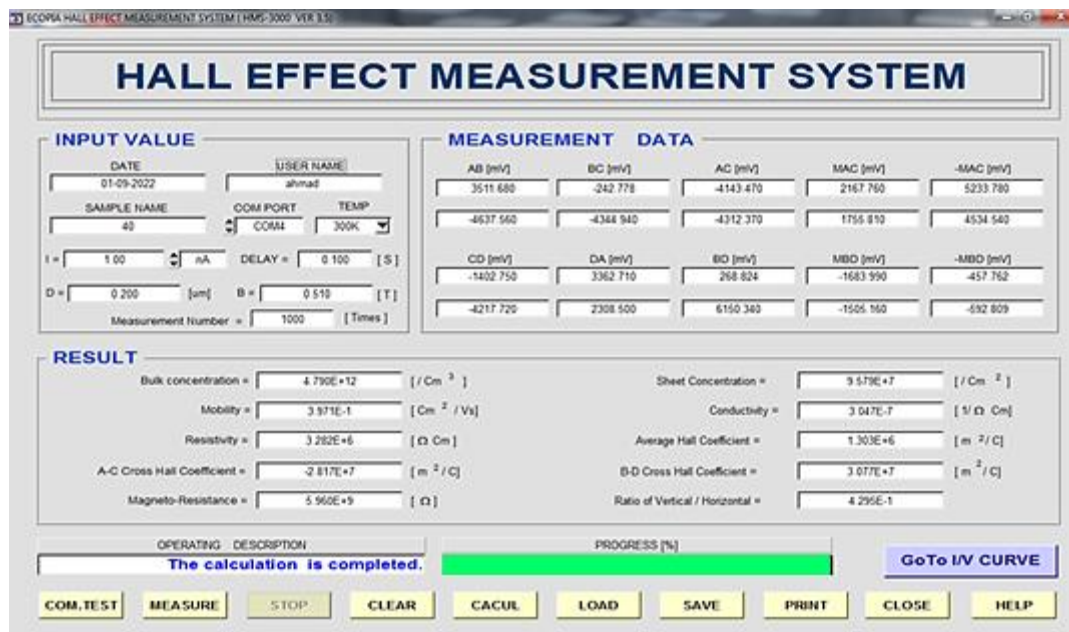 ECOPIA HALL EFFECT MEASUREMENT SYSTEM ( HMS-3000 VER 3.5)
HALL EFFECT MEASUREMENT SYSTEM
INPUT VALUE
DATE USER NAME
01-09-2022 ahmad
SAMPLE NAME COM PORT TEMP
40 COM4 300K
I = 1.00 nA DELAY = 0.100 [ S ]
D = 0.200 [um] B = 0.510 [ T ]
Measurement Number = 1000 [ Times ]
MEASUREMENT DATA
AB [mV] BC [mV] AC [mV] MAC [mV] -MAC [mV]
3511.680 -242.778 -4143.470 2167.760 5233.780
-4637.560 -4344.940 -4312.370 1755.810 4534.540
CD [mV] DA [mV] BD [mV] MBD [mV] -MBD [mV]
-1402.750 3362.710 268.824 -1683.990 -457.762
-4217.720 2308.500 6150.340 -1505.160 -592.809
RESULT
Bulk concentration = 4.790E+12 [ / Cm 3 ] Sheet Concentration = 9.579E+7 [ / Cm 2 ]
Mobility = 3.971E-1 [ Cm 2 / Vs] Conductivity = 3.047E-7 [ 1/ Ω Cm]
Resistivity = 3.282E+6 [ Ω Cm ] Average Hall Coefficient = 1.303E+6 [ m 2/ C]
A-C Cross Hall Coefficient = -2.817E+7 [ m 2 / C] B-D Cross Hall Coefficient = 3.077E+7 [ m 2 / C]
Magneto-Resistance = 5.960E+9 [ Ω ] Ratio of Vertical / Horizontal = 4.295E-1
OPERATING DESCRIPTION PROGRESS [%]
The calculation is completed. GoTo I/V CURVE
COM.TEST MEASURE STOP CLEAR CACUL LOAD SAVE PRINT CLOSE HELP